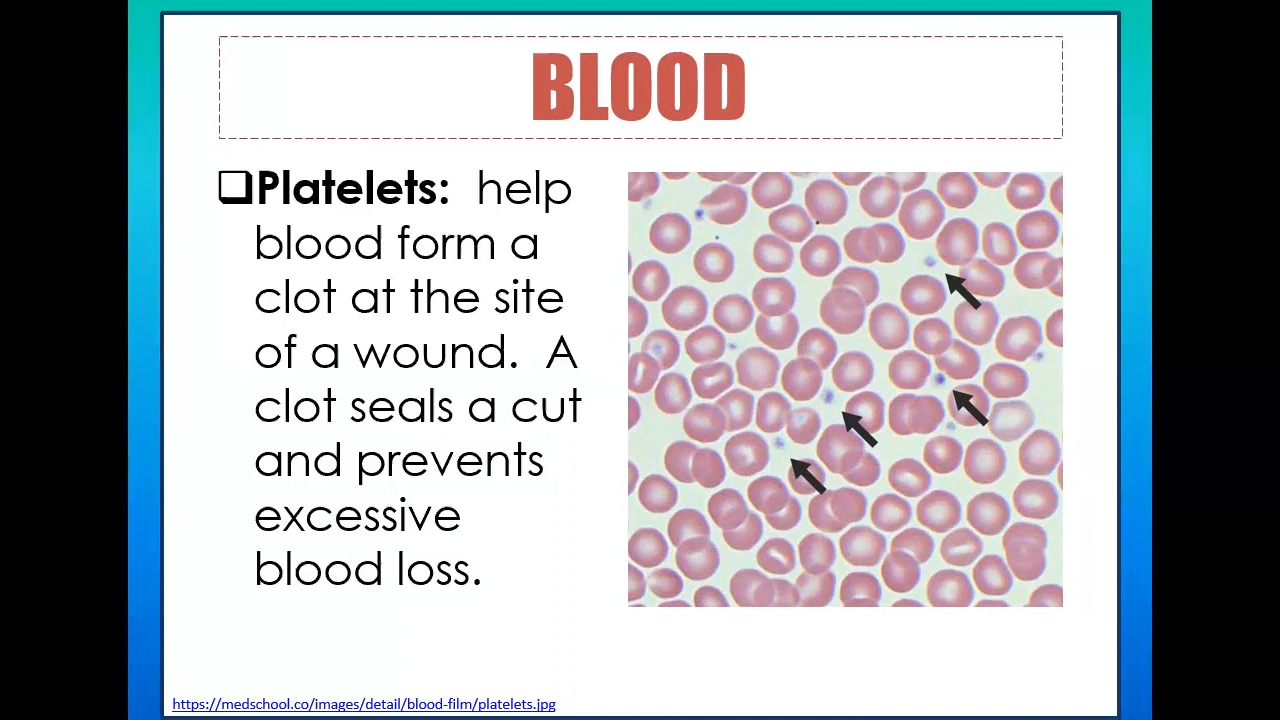 BLOOD
❑Platelets: help
blood form a
clot at the site
of a wound. A
clot seals a cut
and prevents
excessive
blood loss.
https://medschool.co/images/detail/blood-film/platelets.jpg